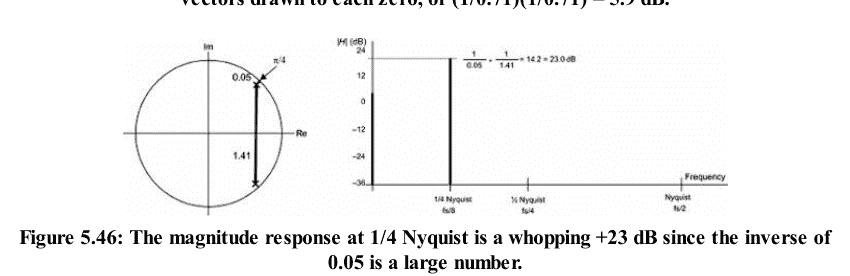 vectors drawn to each zero, or (1/0.71)(1/0.71) = 5.9 dB.
Im
π/4
0.05
Re
1.41
|H| (dB)
24
12
0
-12
-24
-36
1/0.05 · 1/1.41 = 14.2 = 23.0 dB
Frequency
1/4 Nyquist
fs/8
½ Nyquist
fs/4
Nyquist
fs/2
Figure 5.46: The magnitude response at 1/4 Nyquist is a whopping +23 dB since the inverse of
0.05 is a large number.